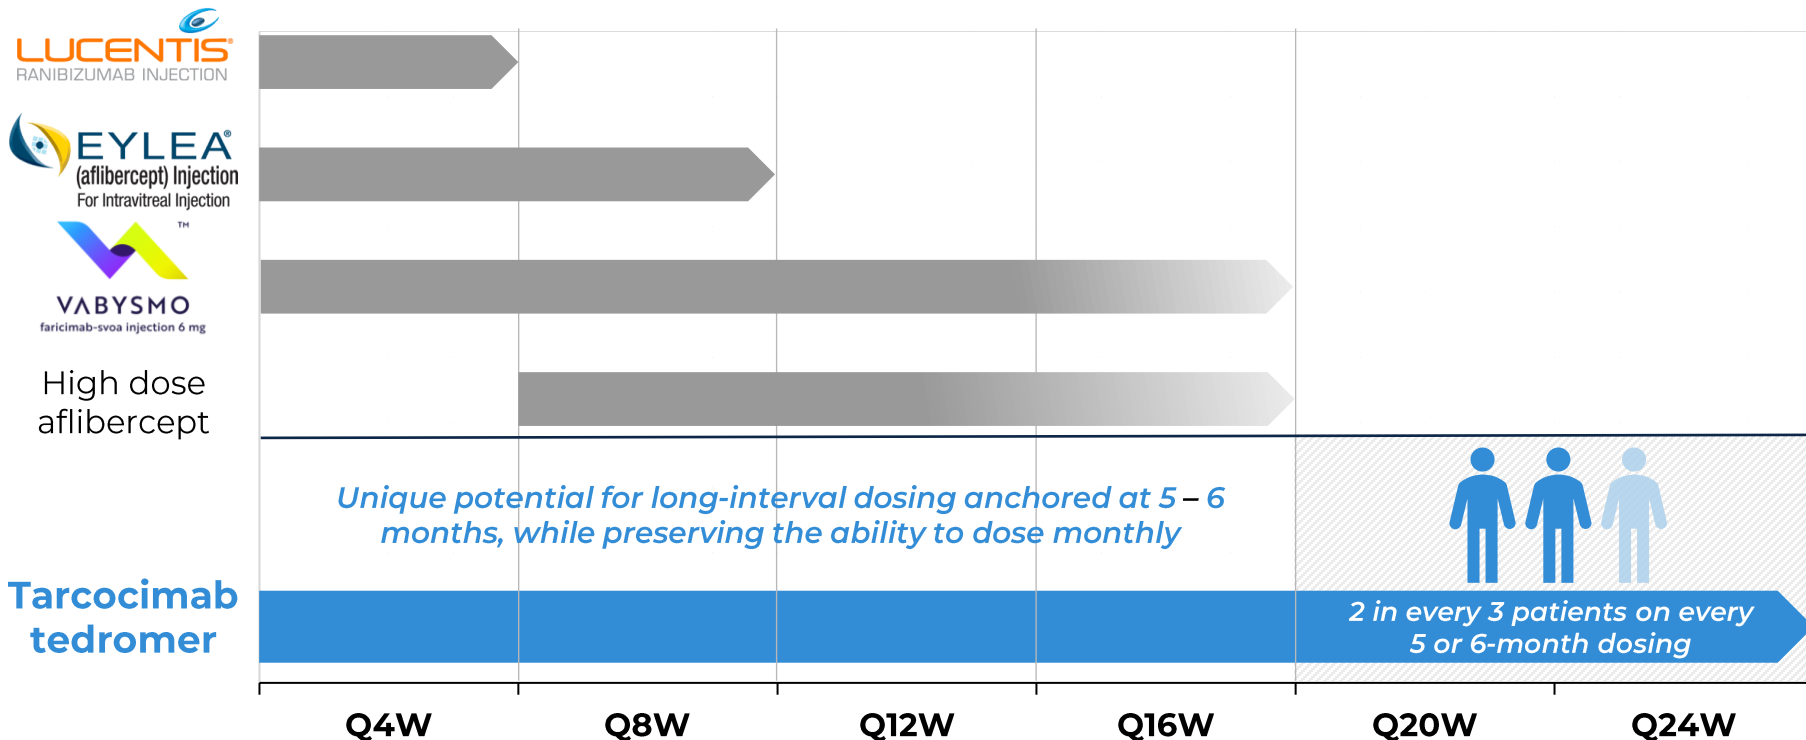 LUCENTIS®
RANIBIZUMAB INJECTION
EYLEA®
(aflibercept) Injection
For Intravitreal Injection
TM
VABYSMO
faricimab-svoa injection 6 mg
High dose
aflibercept
Unique potential for long-interval dosing anchored at 5 – 6
months, while preserving the ability to dose monthly
Tarcocimab
tedromer
2 in every 3 patients on every
5 or 6-month dosing
Q4W Q8W Q12W Q16W Q20W Q24W